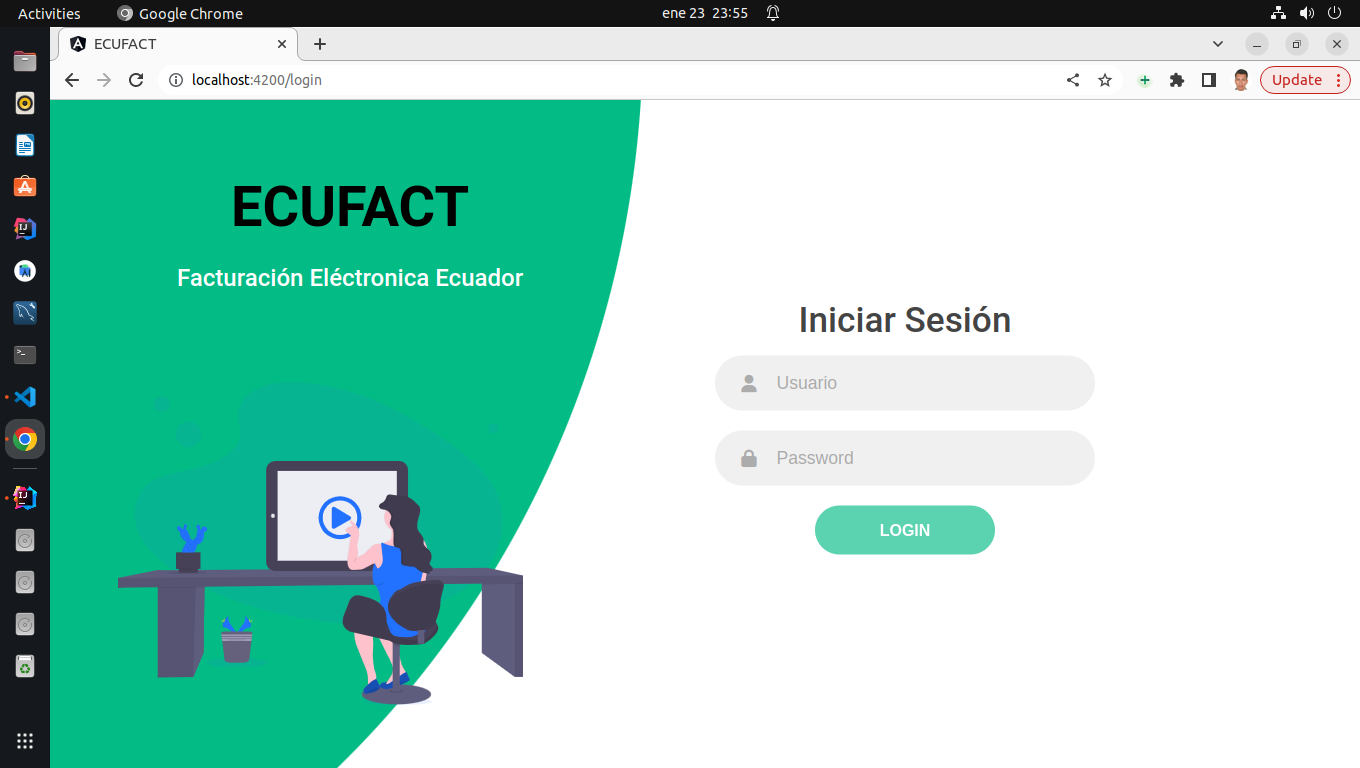 Activities
Google Chrome
ene 23 23:55
ECUFACT
localhost:4200/login
Update
ECUFACT
Facturación Eléctronica Ecuador
Iniciar Sesión
Usuario
Password
LOGIN